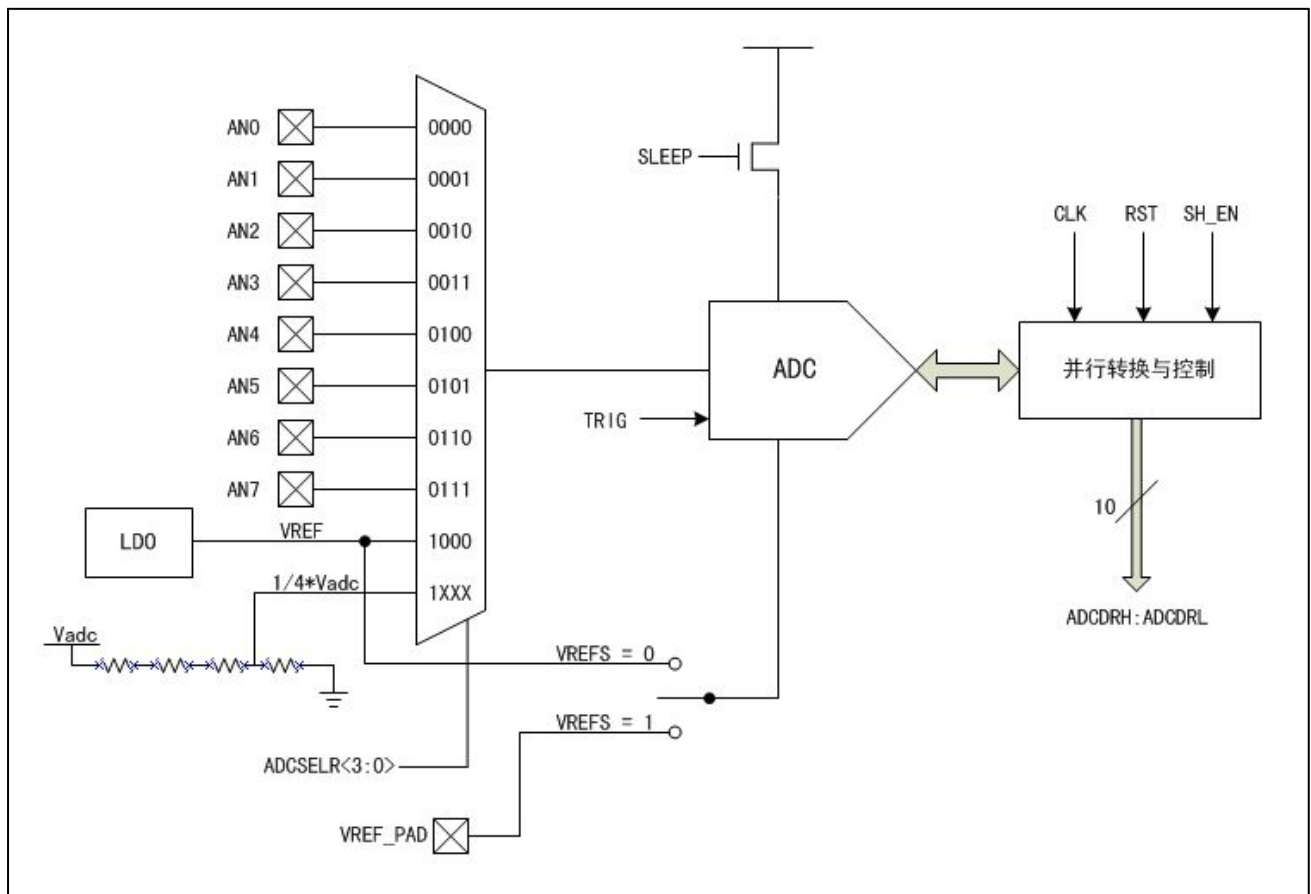 AN0
0000
AN1
0001
AN2
0010
AN3
0011
AN4
0100
AN5
0101
AN6
0110
AN7
0111
LDO
VREF
1000
1/4*Vadc
1XXX
Vadc
ADCSELR<3:0>
VREF_PAD
VREFS = 0
VREFS = 1
SLEEP
ADC
TRIG
CLK
RST
SH_EN
并行转换与控制
10
ADCDRH:ADCDRL